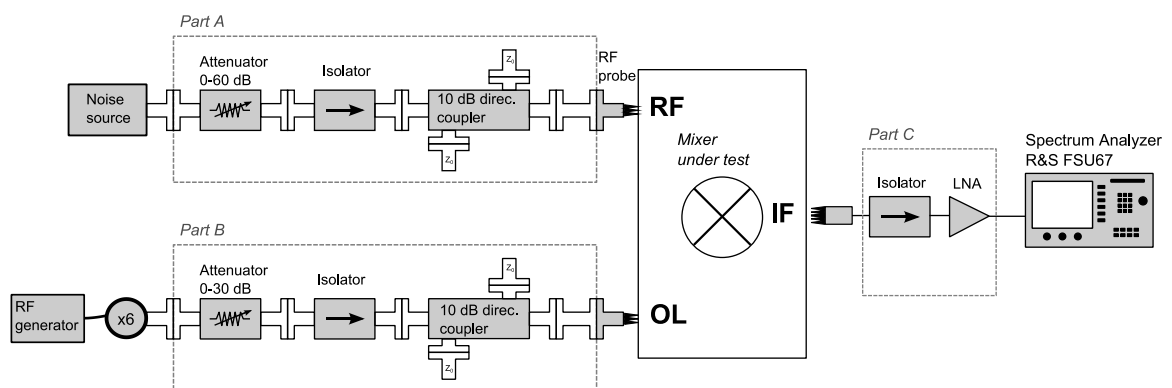 Part A
Noise
source
Attenuator
0-60 dB
Isolator
Z₀
10 dB direc.
coupler
Z₀
RF
probe
RF
Mixer
under test
IF
OL
Part B
RF
generator
x6
Attenuator
0-30 dB
Isolator
Z₀
10 dB direc.
coupler
Z₀
Part C
Isolator
LNA
Spectrum Analyzer
R&S FSU67